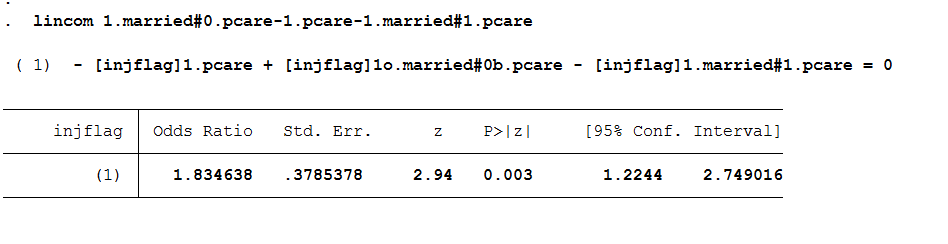 .
. lincom 1.married#0.pcare-1.pcare-1.married#1.pcare
( 1) - [injflag]1.pcare + [injflag]1o.married#0b.pcare - [injflag]1.married#1.pcare = 0
injflag Odds Ratio Std. Err. z P>|z| [95% Conf. Interval]
(1) 1.834638 .3785378 2.94 0.003 1.2244 2.749016